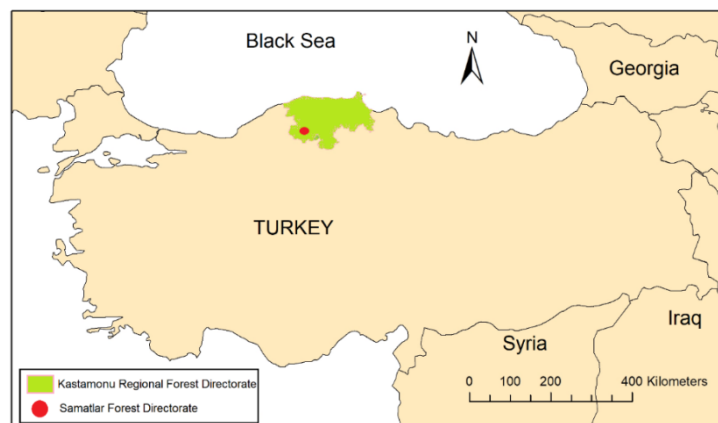 Black Sea
N
Georgia
TURKEY
Iraq
Syria
Kastamonu Regional Forest Directorate
Samatlar Forest Directorate
0 100 200 400 Kilometers